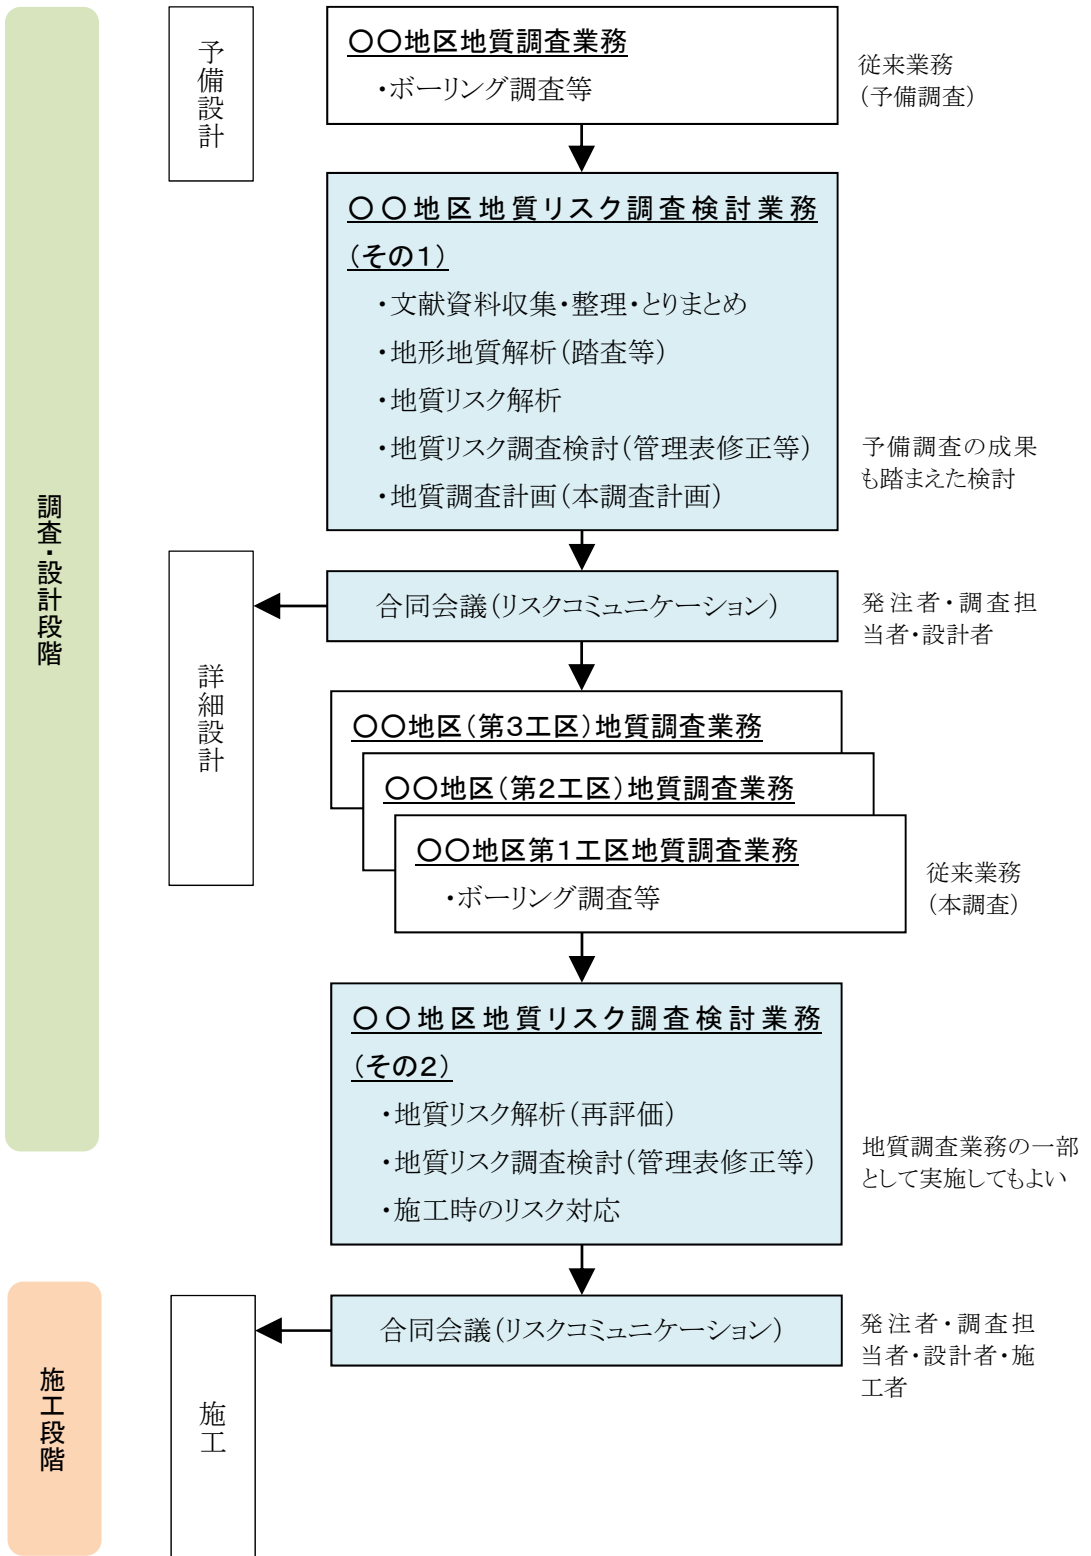 予備設計
〇〇地区地質調査業務
・ボーリング調査等
従来業務
（予備調査）
〇〇地区地質リスク調査検討業務
（その１）
・文献資料収集・整理・とりまとめ
・地形地質解析（踏査等）
・地質リスク解析
・地質リスク調査検討（管理表修正等）
・地質調査計画（本調査計画）
予備調査の成果
も踏まえた検討
調査・設計段階
合同会議（リスクコミュニケーション）
発注者・調査担
当者・設計者
詳細設計
〇〇地区（第３工区）地質調査業務
〇〇地区（第２工区）地質調査業務
〇〇地区第１工区地質調査業務
・ボーリング調査等
従来業務
（本調査）
〇〇地区地質リスク調査検討業務
（その２）
・地質リスク解析（再評価）
・地質リスク調査検討（管理表修正等）
・施工時のリスク対応
地質調査業務の一部
として実施してもよい
合同会議（リスクコミュニケーション）
発注者・調査担
当者・設計者・施
工者
施工段階
施工